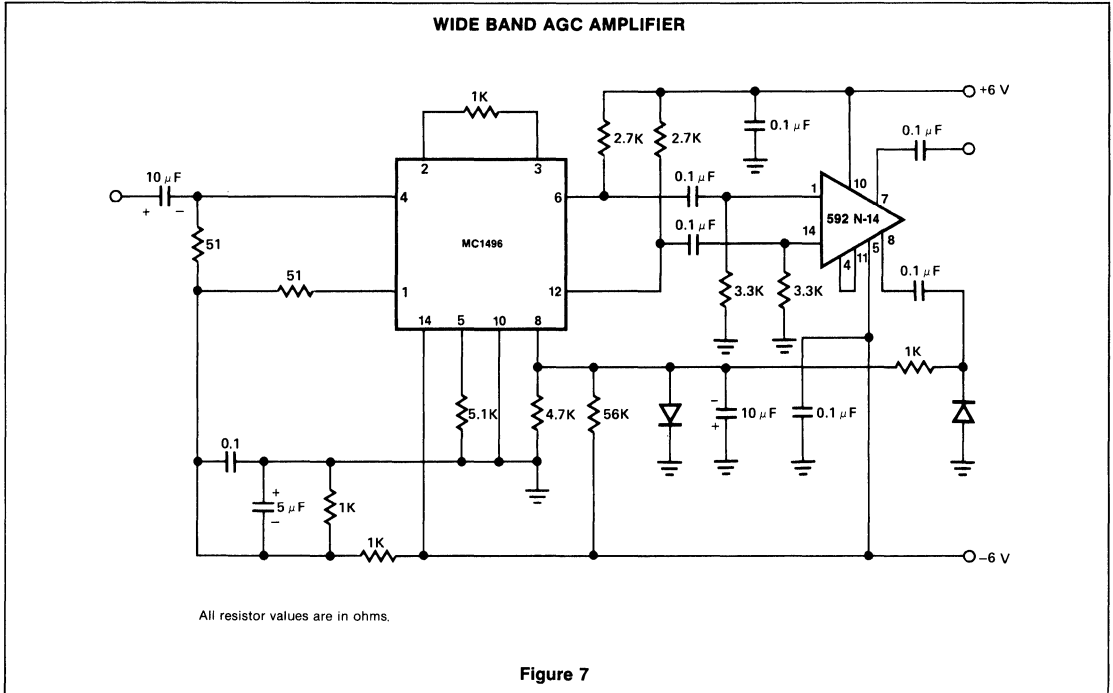 WIDE BAND AGC AMPLIFIER
1K
+6 V
2 3
2.7K 2.7K
0.1 μF
0.1 μF
10 μF
+ −
0.1 μF
4 6
1 10 7
592 N-14
51
MC1496
0.1 μF
14
4 11 5 8
51
1 12
0.1 μF
3.3K 3.3K
14 5 10 8
1K
5.1K 4.7K 56K
−
10 μF
+
0.1 μF
0.1
+
5 μF
−
1K
1K
−6 V
All resistor values are in ohms.
Figure 7